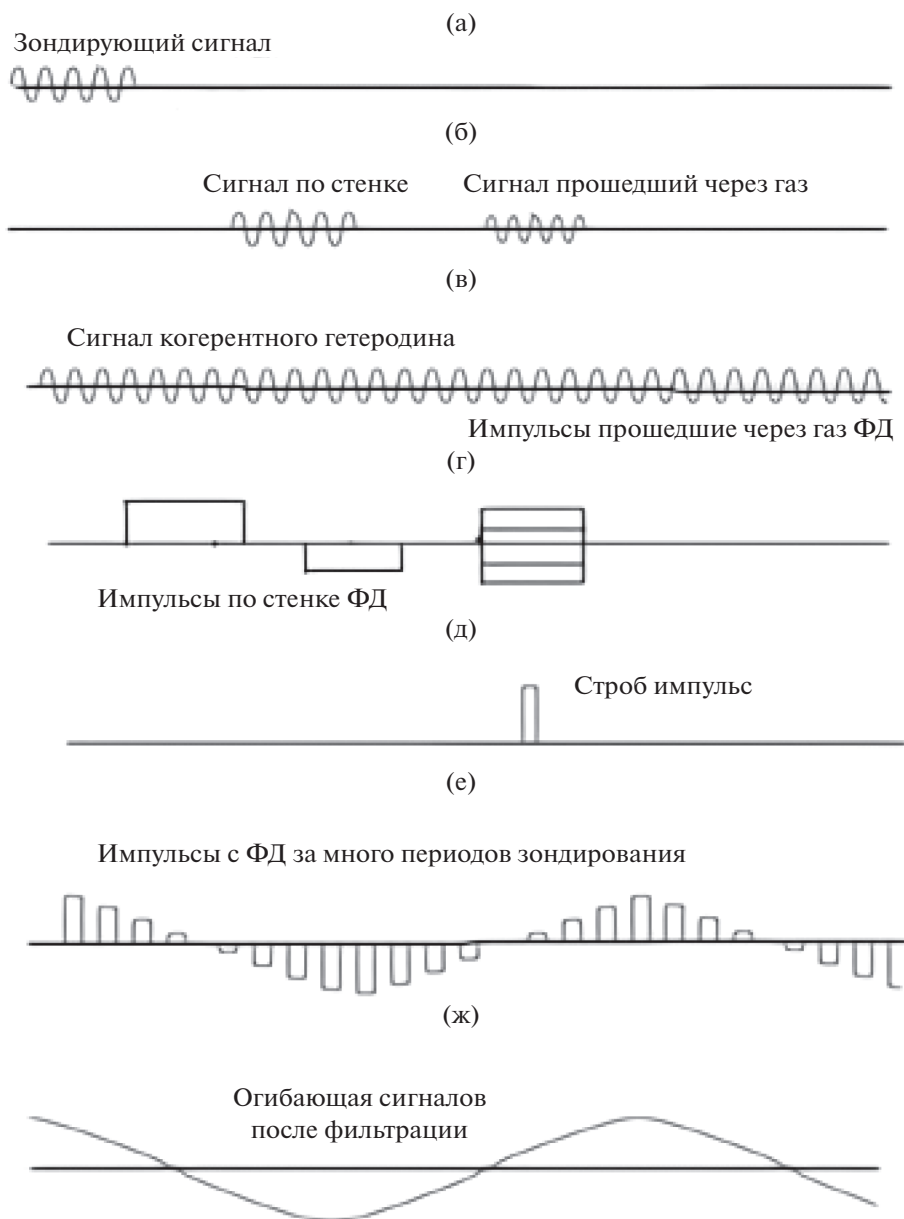 (а)
Зондирующий сигнал
(б)
Сигнал по стенке
Сигнал прошедший через газ
(в)
Сигнал когерентного гетеродина
Импульсы прошедшие через газ ФД
(г)
Импульсы по стенке ФД
(д)
Строб импульс
(е)
Импульсы с ФД за много периодов зондирования
(ж)
Огибающая сигналов
после фильтрации